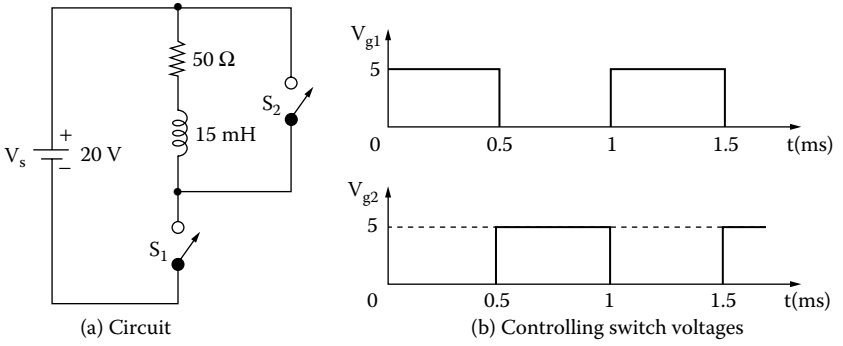 50 Ω
S2
15 mH
Vs
+
−
20 V
S1
(a) Circuit
Vg1
5
0
0.5
1
1.5
t(ms)
Vg2
5
0
0.5
1
1.5
t(ms)
(b) Controlling switch voltages